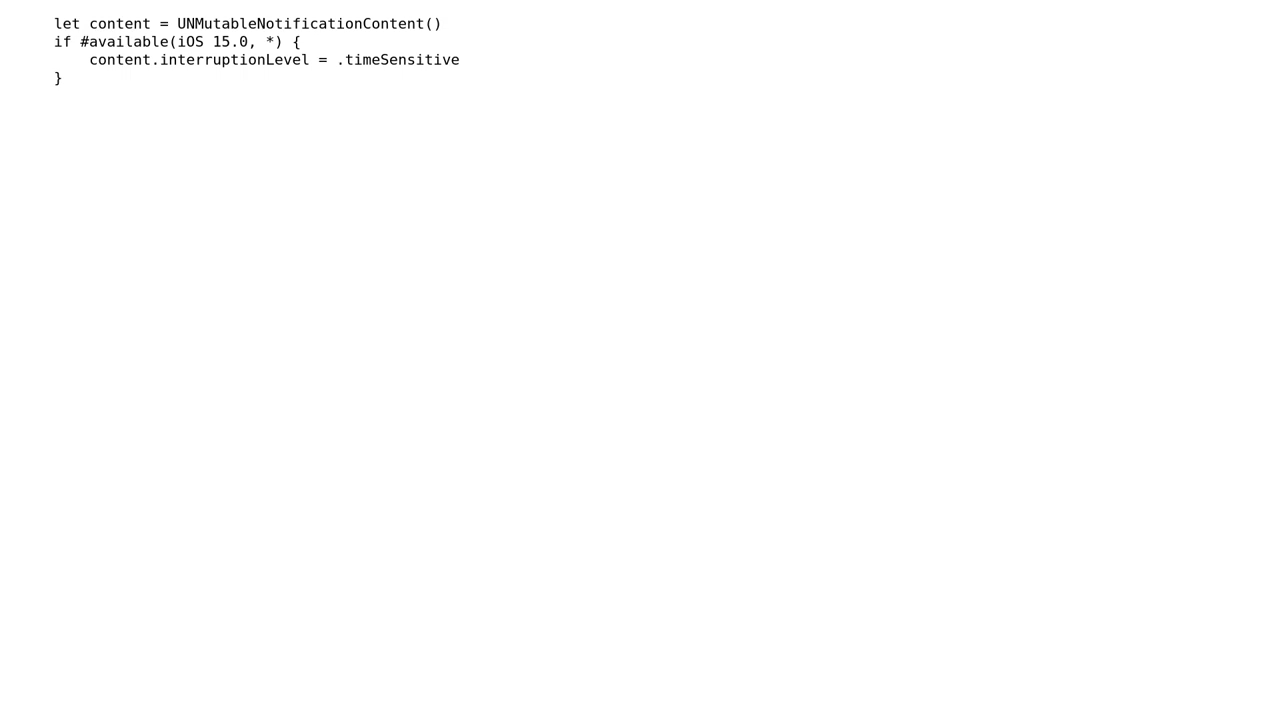 let content = UNMutableNotificationContent()
if #available(iOS 15.0, *) {
    content.interruptionLevel = .timeSensitive
}